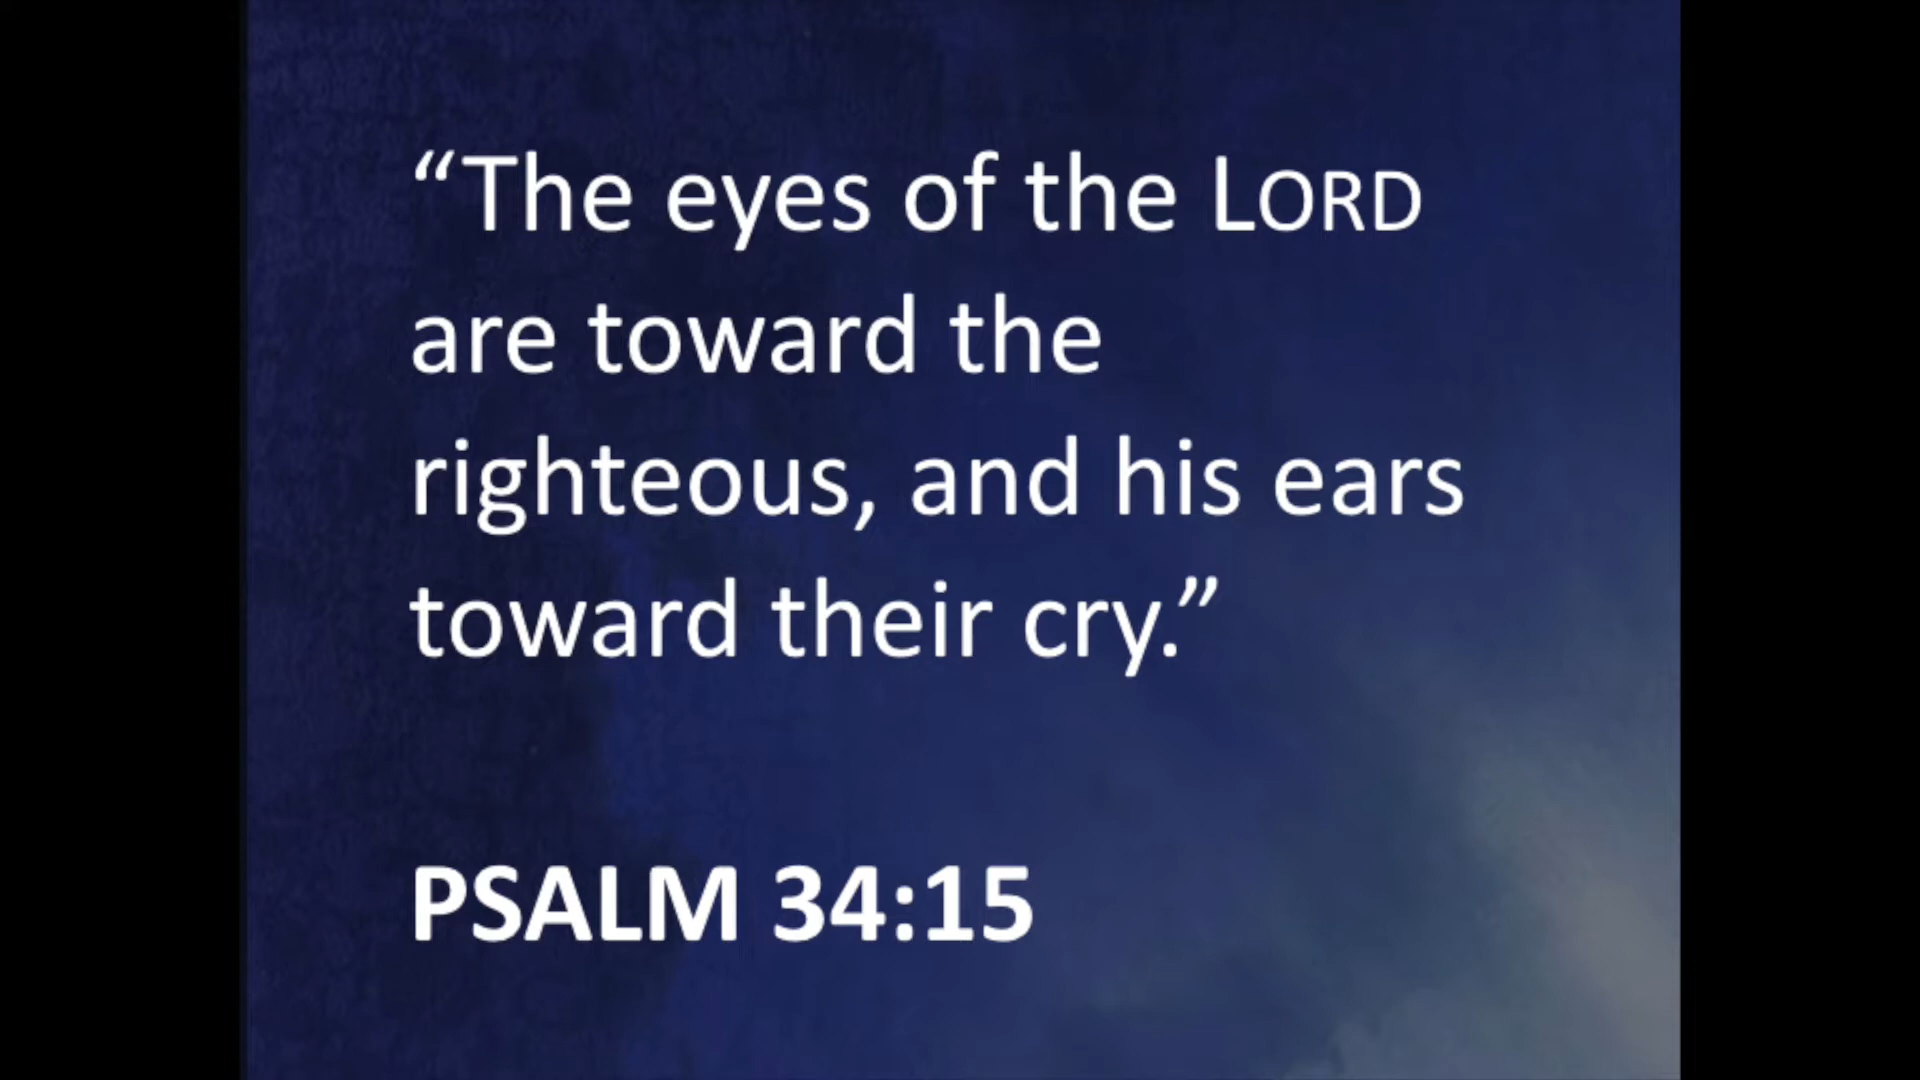 “The eyes of the LORD
are toward the
righteous, and his ears
toward their cry.”
PSALM 34:15